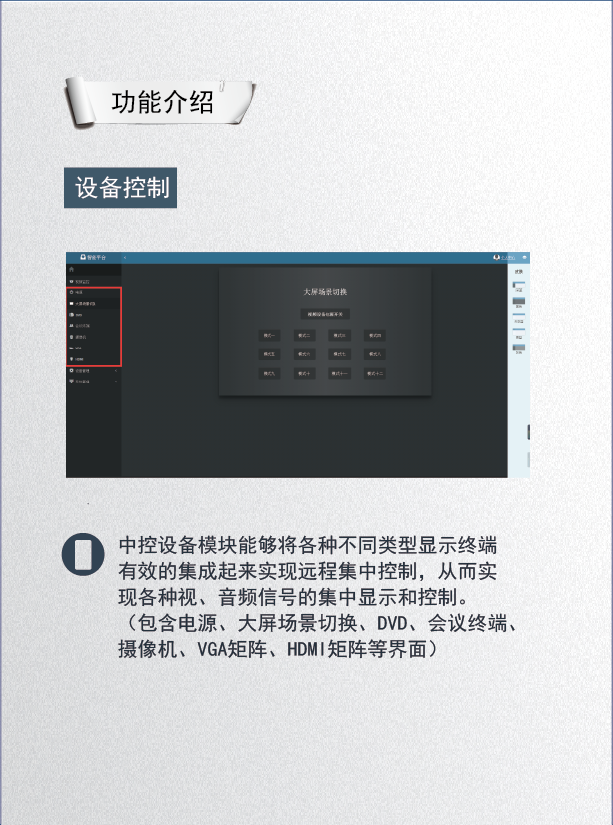 功能介绍
设备控制
智能平台
大屏场景切换
视频设备总断开关
模式一 模式二 模式三 模式四
模式五 模式六 模式七 模式八
模式九 模式十 模式十一 模式十二
中控设备模块能够将各种不同类型显示终端
有效的集成起来实现远程集中控制，从而实
现各种视、音频信号的集中显示和控制。
（包含电源、大屏场景切换、DVD、会议终端、
摄像机、VGA矩阵、HDMI矩阵等界面）